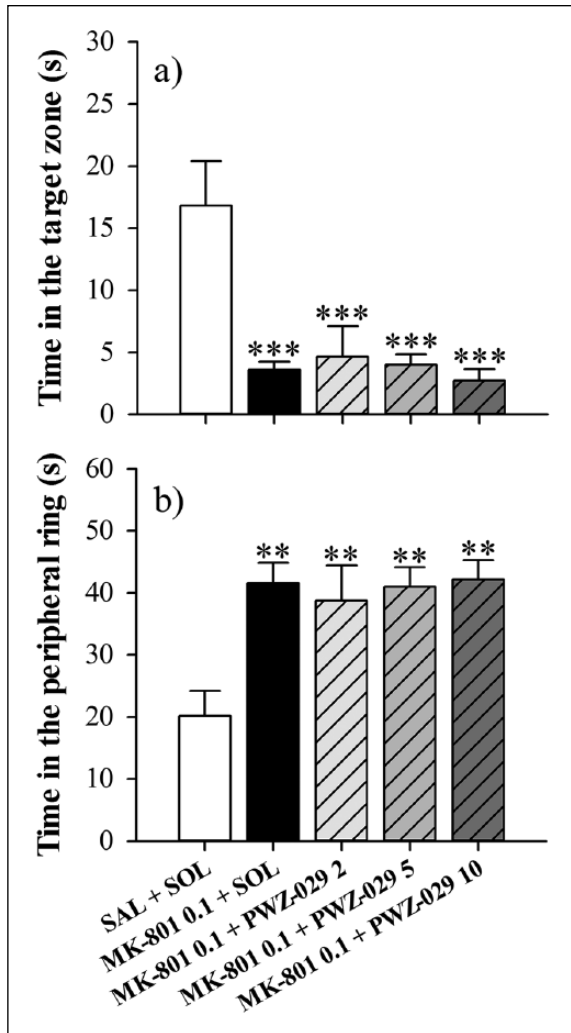 Time in the target zone (s)
30
25
20
15
10
5
0
a)
***
***
***
***
Time in the peripheral ring (s)
60
50
40
30
20
10
0
b)
**
**
**
**
SAL + SOL
MK-801 0.1 + SOL
MK-801 0.1 + PWZ-029 2
MK-801 0.1 + PWZ-029 5
MK-801 0.1 + PWZ-029 10